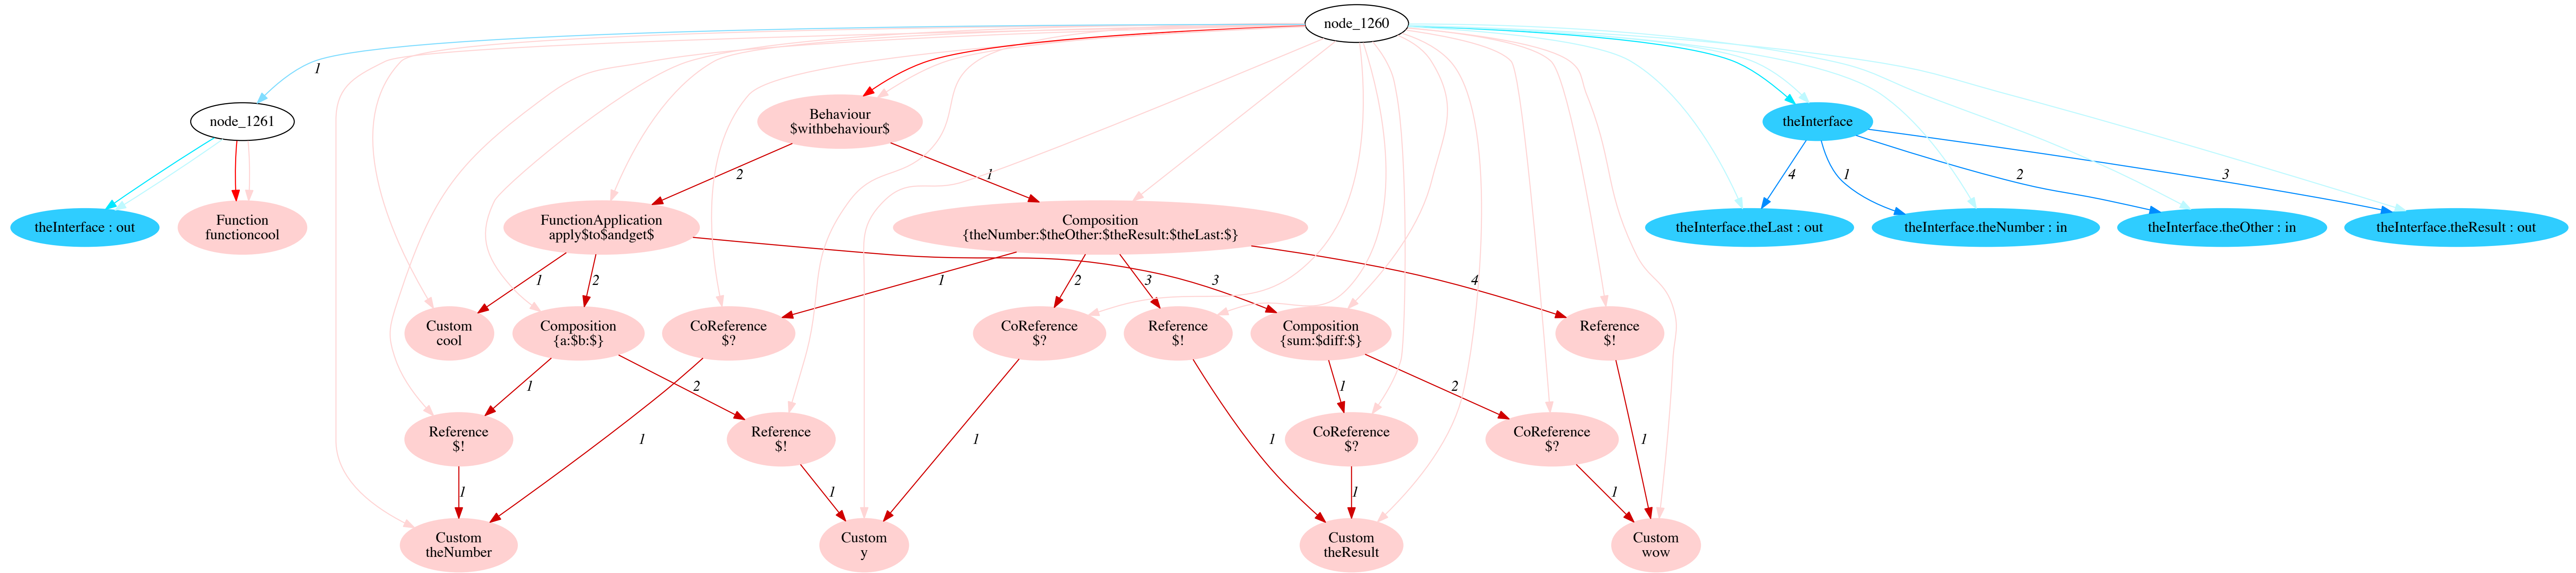 node_1260
1
node_1261
Behaviour
$withbehaviour$
theInterface
2
1
4
1
2
3
theInterface : out
Function
functioncool
FunctionApplication
apply$to$andget$
Composition
{theNumber:$theOther:$theResult:$theLast:$}
theInterface.theLast : out
theInterface.theNumber : in
theInterface.theOther : in
theInterface.theResult : out
1
2
1
2
3
3
4
Custom
cool
Composition
{a:$b:$}
CoReference
$?
CoReference
$?
Reference
$!
Composition
{sum:$diff:$}
Reference
$!
1
2
1
2
Reference
$!
1
Reference
$!
1
1
CoReference
$?
CoReference
$?
1
1
1
1
1
Custom
theNumber
Custom
y
Custom
theResult
Custom
wow